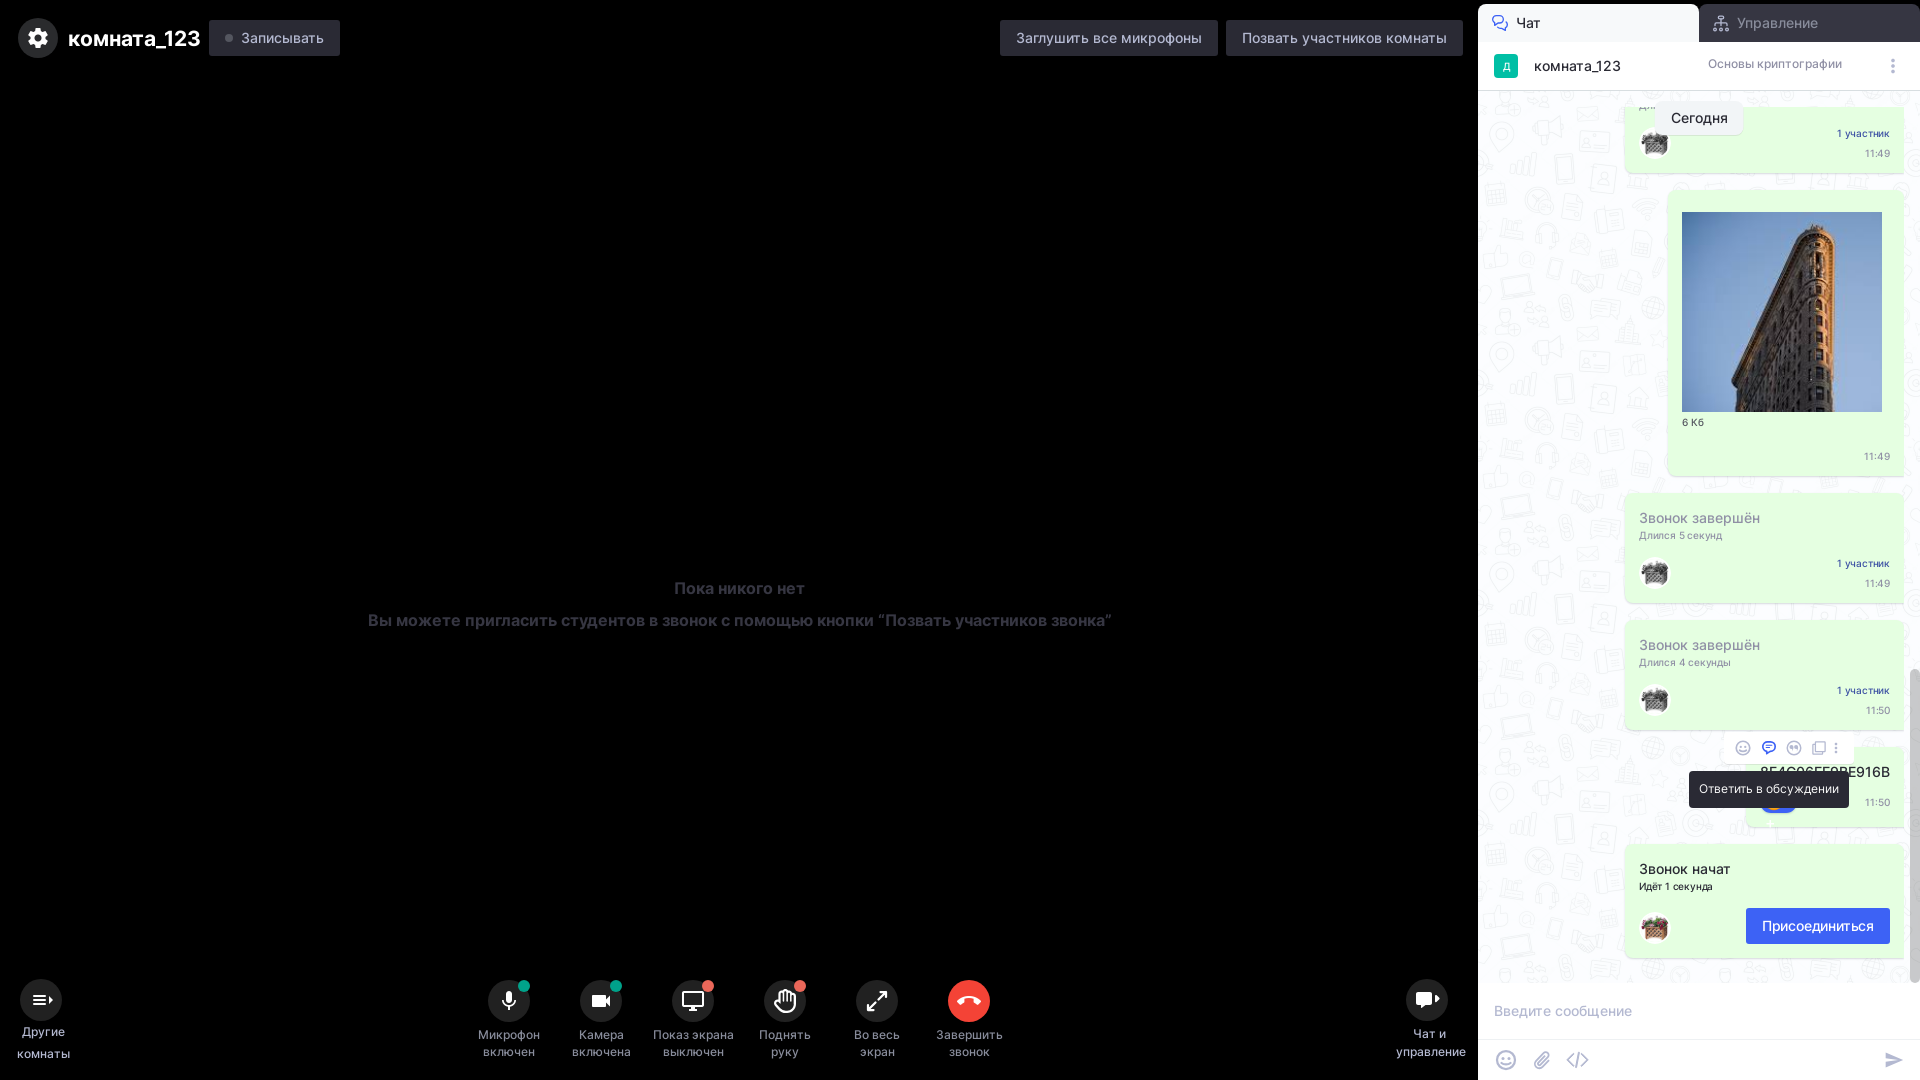 комната_123
Записывать
Заглушить все микрофоны
Позвать участников комнаты
Чат
Управление
Д
комната_123
Основы криптографии
Сегодня
1 участник
11:49
6 Кб
11:49
Звонок завершён
Длился 5 секунд
1 участник
11:49
Звонок завершён
Длился 4 секунды
1 участник
11:50
Ответить в обсуждении
11:50
Звонок начат
Идёт 1 секунда
Присоединиться
Пока никого нет
Вы можете пригласить студентов в звонок с помощью кнопки “Позвать участников звонка”
Другие
комнаты
Микрофон
включен
Камера
включена
Показ экрана
выключен
Поднять
руку
Во весь
экран
Завершить
звонок
Чат и
управление
Введите сообщение